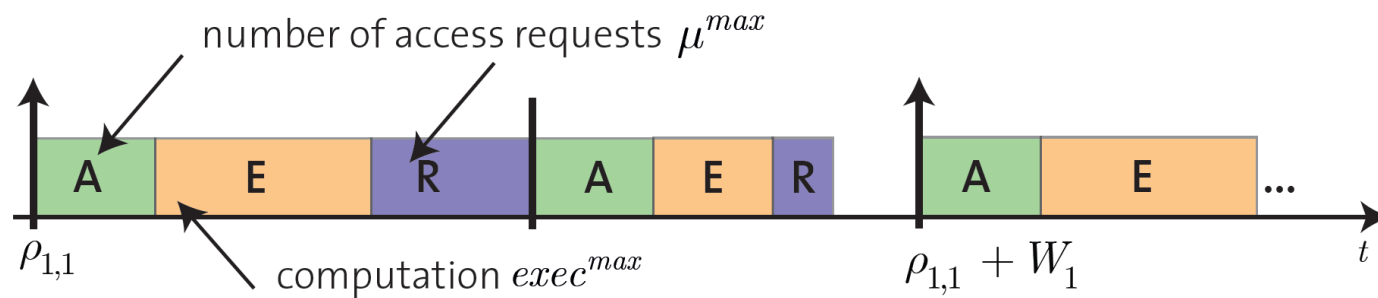 number of access requests μ^max
A E R A E R A E ...
ρ_1,1 ρ_1,1 + W_1 t
computation exec^max